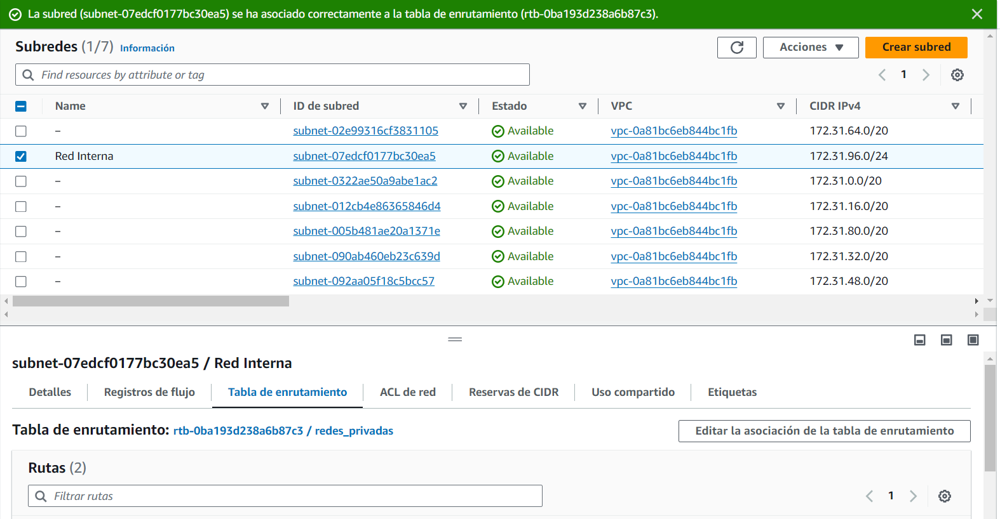 La subred (subnet-07edcf0177bc30ea5) se ha asociado correctamente a la tabla de enrutamiento (rtb-0ba193d238a6b87c3).
Subredes (1/7) Información
Acciones
Crear subred
Find resources by attribute or tag
1
Name ID de subred Estado VPC CIDR IPv4
– subnet-02e99316cf3831105 Available vpc-0a81bc6eb844bc1fb 172.31.64.0/20
Red Interna subnet-07edcf0177bc30ea5 Available vpc-0a81bc6eb844bc1fb 172.31.96.0/24
– subnet-0322ae50a9abe1ac2 Available vpc-0a81bc6eb844bc1fb 172.31.0.0/20
– subnet-012cb4e86365846d4 Available vpc-0a81bc6eb844bc1fb 172.31.16.0/20
– subnet-005b481ae20a1371e Available vpc-0a81bc6eb844bc1fb 172.31.80.0/20
– subnet-090ab460eb23c639d Available vpc-0a81bc6eb844bc1fb 172.31.32.0/20
– subnet-092aa05f18c5bcc57 Available vpc-0a81bc6eb844bc1fb 172.31.48.0/20
subnet-07edcf0177bc30ea5 / Red Interna
Detalles Registros de flujo Tabla de enrutamiento ACL de red Reservas de CIDR Uso compartido Etiquetas
Tabla de enrutamiento: rtb-0ba193d238a6b87c3 / redes_privadas
Editar la asociación de la tabla de enrutamiento
Rutas (2)
Filtrar rutas
1